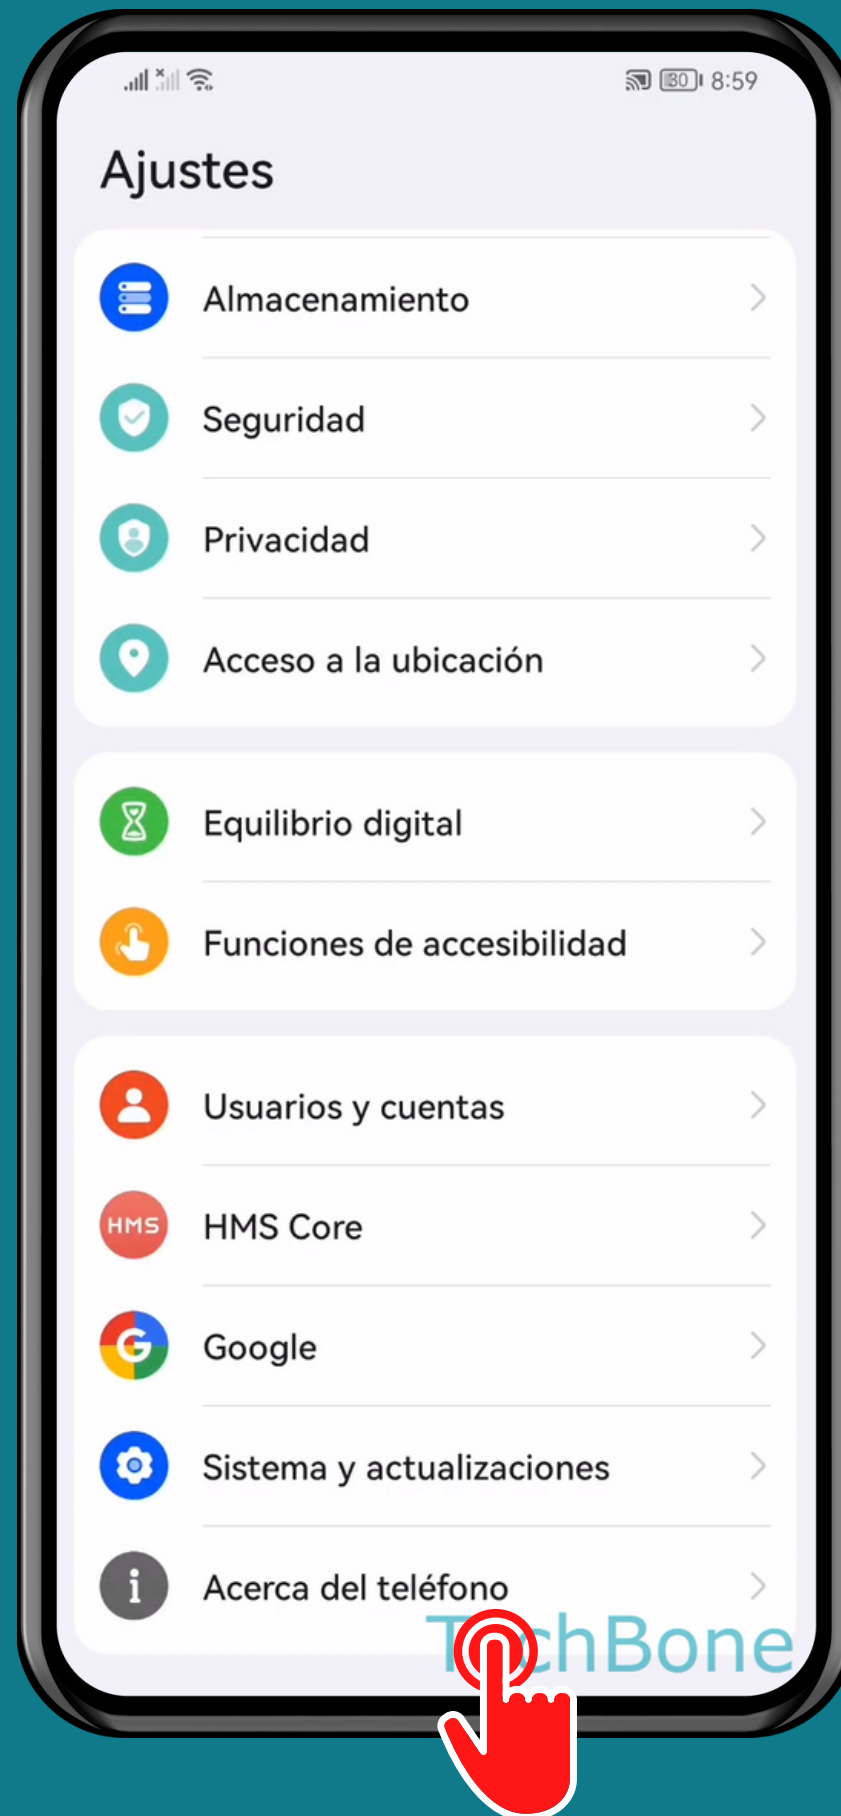 30 8:59
Ajustes
Almacenamiento
Seguridad
Privacidad
Acceso a la ubicación
Equilibrio digital
Funciones de accesibilidad
Usuarios y cuentas
HMS HMS Core
G Google
Sistema y actualizaciones
i Acerca del teléfono
TechBone